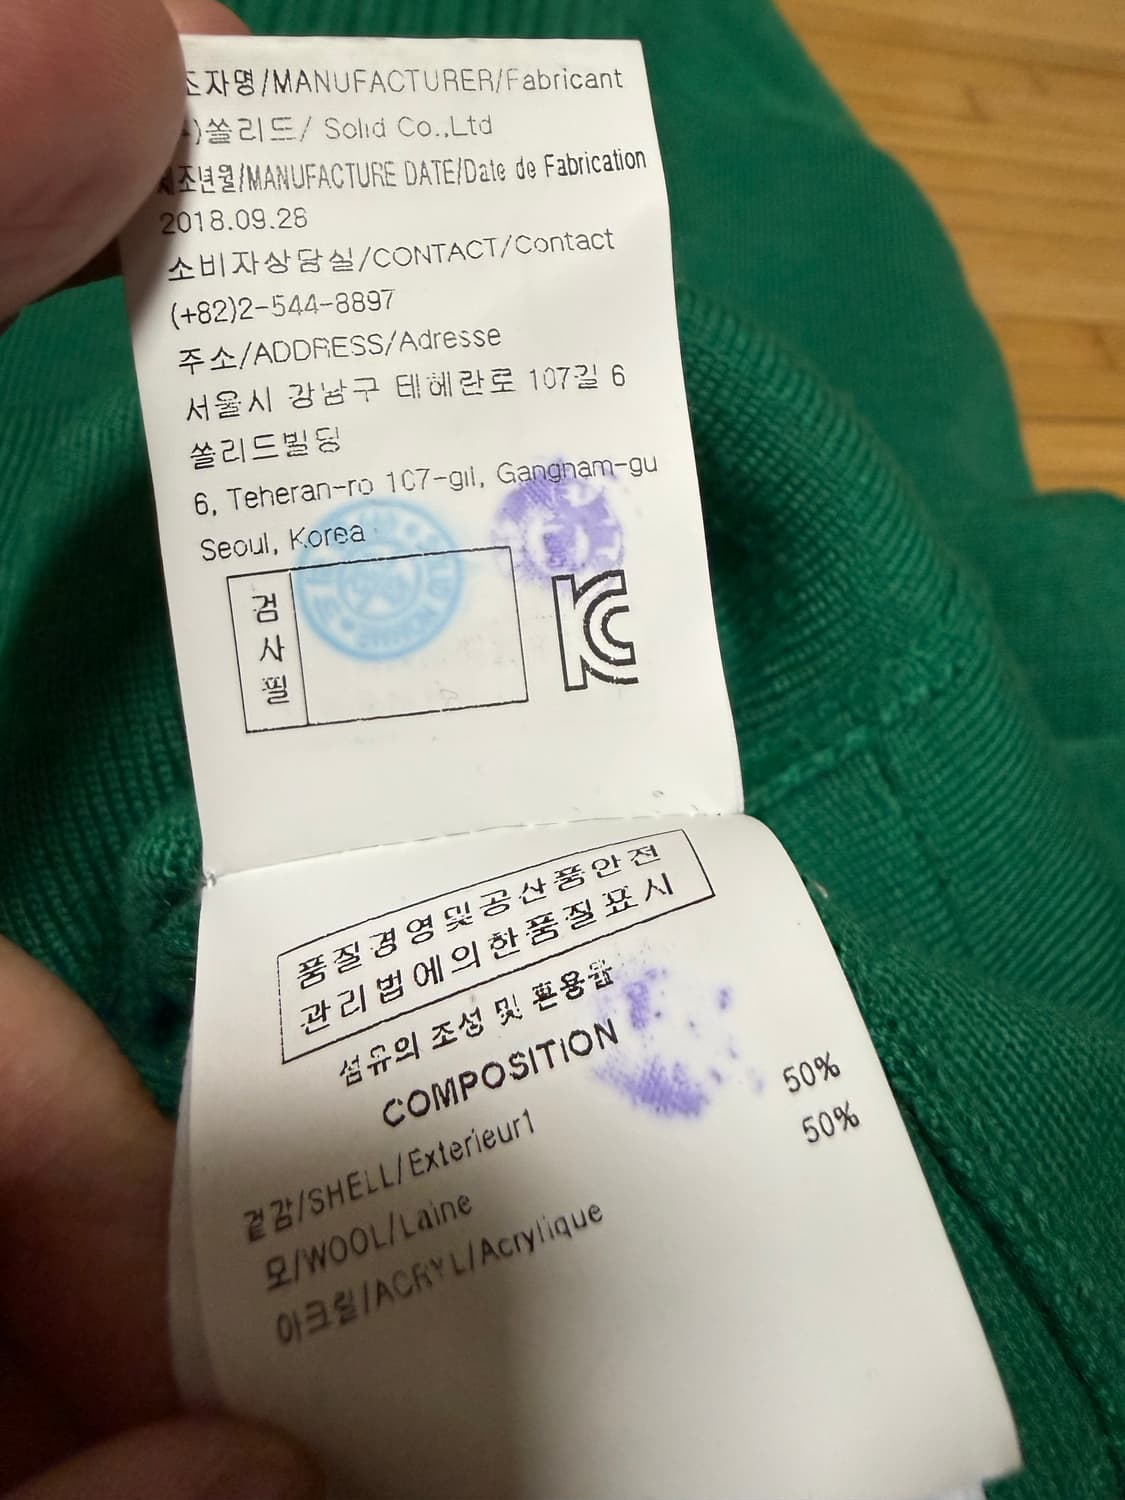 조자명/MANUFACTURER/Fabricant
)쏠리드/ Solid Co.,Ltd
제조년월/MANUFACTURE DATE/Date de Fabrication
2018.09.28
소비자상담실/CONTACT/Contact
(+82)2-544-8897
주소/ADDRESS/Adresse
서울시 강남구 테헤란로 107길 6
쏠리드빌딩
6, Teheran-ro 107-gil, Gangham-gu
Seoul, Korea
검사필
KC
품질경영및공산품안전
관리법에의한품질표시
섬유의 조성 및 혼용율
COMPOSITION
겉감/SHELL/Exterieur1
모/WOOL/Laine 50%
아크릴/ACRYL/Acrylique 50%